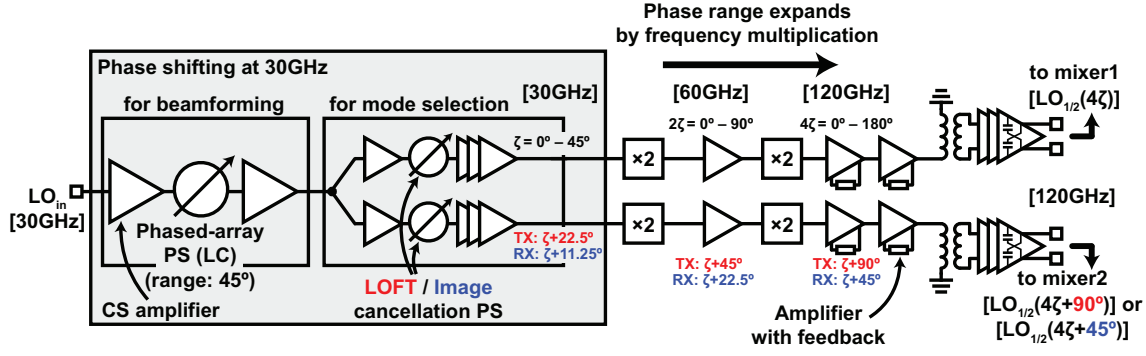 Phase range expands
by frequency multiplication
Phase shifting at 30GHz
for beamforming
for mode selection
[30GHz]
[60GHz]
[120GHz]
to mixer1
[LO1/2(4ζ)]
ζ = 0º – 45º
2ζ = 0º – 90º
4ζ = 0º – 180º
×2
×2
LOin
[30GHz]
Phased-array
PS (LC)
(range: 45º)
CS amplifier
LOFT / Image
cancellation PS
TX: ζ+22.5º
RX: ζ+11.25º
×2
×2
TX: ζ+45º
RX: ζ+22.5º
TX: ζ+90º
RX: ζ+45º
Amplifier
with feedback
[120GHz]
to mixer2
[LO1/2(4ζ+90º)] or
[LO1/2(4ζ+45º)]